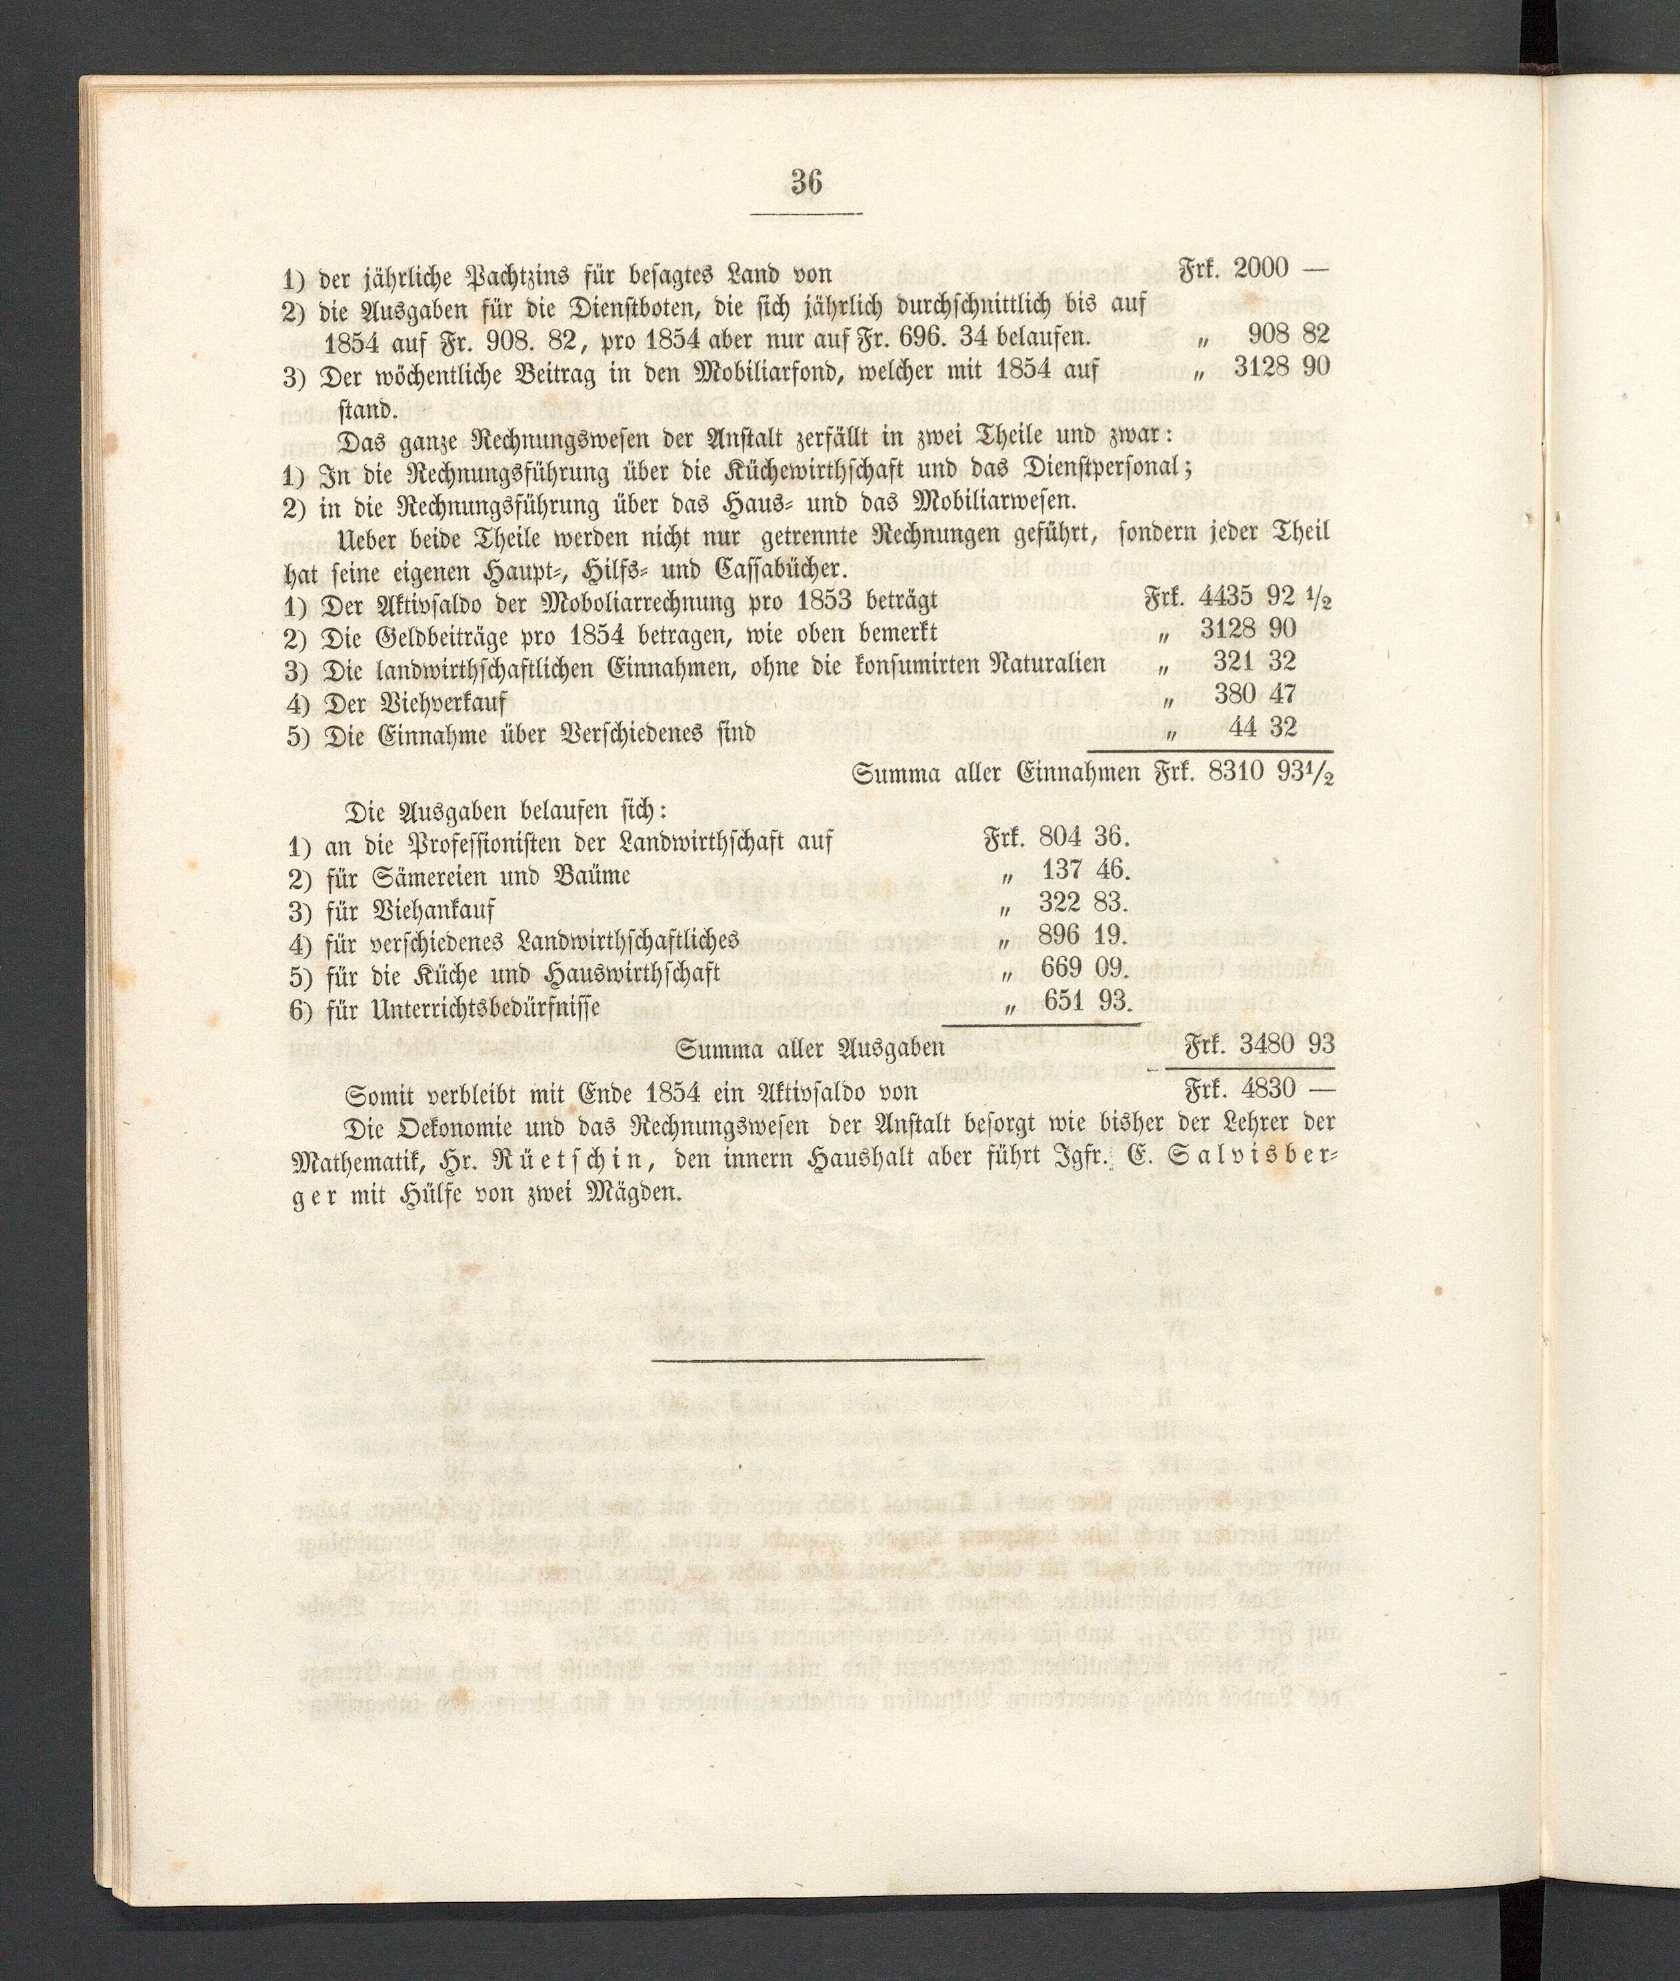 36
1) der jährliche Pachtzins für besagtes Land von Frk. 2000 —
2) die Ausgaben für die Dienstboten, die sich jährlich durchschnittlich bis auf
1854 auf Fr. 908. 82, pro 1854 aber nur auf Fr. 696. 34 belaufen. „ 908 82
3) Der wöchentliche Beitrag in den Mobiliarfond, welcher mit 1854 auf „ 3128 90
stand.
Das ganze Rechnungswesen der Anstalt zerfällt in zwei Theile und zwar:
1) In die Rechnungsführung über die Küchewirthschaft und das Dienstpersonal;
2) in die Rechnungsführung über das Haus- und das Mobiliarwesen.
Ueber beide Theile werden nicht nur getrennte Rechnungen geführt, sondern jeder Theil
hat seine eigenen Haupt-, Hilfs- und Cassabücher.
1) Der Aktivsaldo der Moboliarrechnung pro 1853 beträgt Frk. 4435 92 1/2
2) Die Geldbeiträge pro 1854 betragen, wie oben bemerkt „ 3128 90
3) Die landwirthschaftlichen Einnahmen, ohne die konsumirten Naturalien „ 321 32
4) Der Viehverkauf „ 380 47
5) Die Einnahme über Verschiedenes sind „ 44 32
Summa aller Einnahmen Frk. 8310 93 1/2
Die Ausgaben belaufen sich:
1) an die Professionisten der Landwirthschaft auf Frk. 804 36.
2) für Sämereien und Baüme „ 137 46.
3) für Viehankauf „ 322 83.
4) für verschiedenes Landwirthschaftliches „ 896 19.
5) für die Küche und Hauswirthschaft „ 669 09.
6) für Unterrichtsbedürfnisse „ 651 93.
Summa aller Ausgaben Frk. 3480 93
Somit verbleibt mit Ende 1854 ein Aktivsaldo von Frk. 4830 —
Die Oekonomie und das Rechnungswesen der Anstalt besorgt wie bisher der Lehrer der
Mathematik, Hr. Rüetschin, den innern Haushalt aber führt Jgfr. E. Salvisber-
ger mit Hülfe von zwei Mägden.